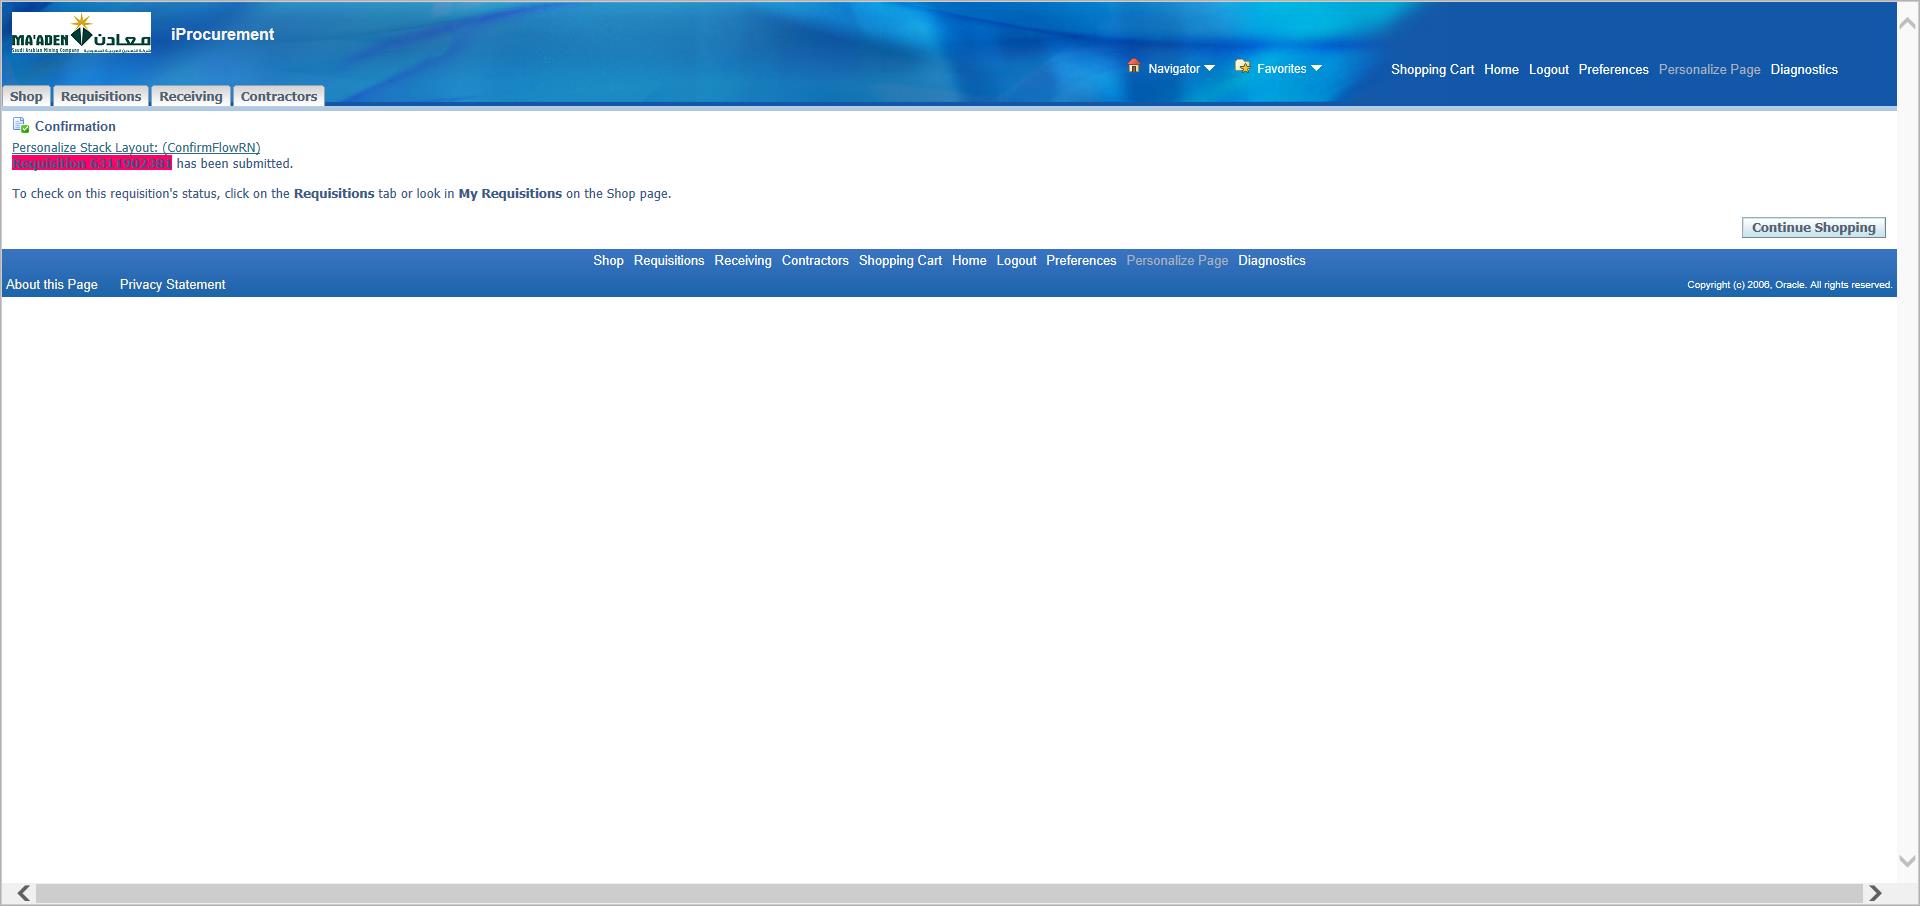 MA'ADEN معادن
Saudi Arabian Mining Company
iProcurement
Navigator
Favorites
Shopping Cart Home Logout Preferences Personalize Page Diagnostics
Shop Requisitions Receiving Contractors
Confirmation
Personalize Stack Layout: (ConfirmFlowRN)
Requisition 6311902381 has been submitted.
To check on this requisition's status, click on the Requisitions tab or look in My Requisitions on the Shop page.
Continue Shopping
Shop Requisitions Receiving Contractors Shopping Cart Home Logout Preferences Personalize Page Diagnostics
About this Page Privacy Statement
Copyright (c) 2006, Oracle. All rights reserved.